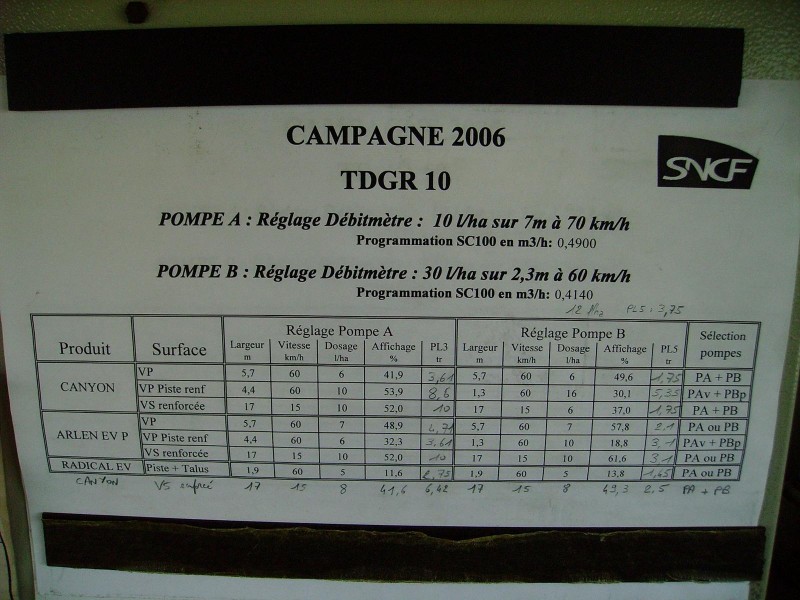 CAMPAGNE 2006
SNCF
TDGR 10
POMPE A : Réglage Débitmètre : 10 l/ha sur 7m à 70 km/h
Programmation SC100 en m3/h: 0,4900
POMPE B : Réglage Débitmètre : 30 l/ha sur 2,3m à 60 km/h
Programmation SC100 en m3/h: 0,4140
PL5 : 3,75
Produit Surface Réglage Pompe A Réglage Pompe B Sélection pompes
Largeur m Vitesse km/h Dosage l/ha Affichage % PL3 tr Largeur m Vitesse km/h Dosage l/ha Affichage % PL5 tr
CANYON VP 5,7 60 6 41,9 3,61 5,7 60 6 49,6 1,75 PA + PB
VP Piste renf 4,4 60 10 53,9 8,6 1,3 60 16 30,1 5,35 PAv + PBp
VS renforcée 17 15 10 52,0 10 17 15 6 37,0 1,75 PA + PB
ARLEN EV P VP 5,7 60 7 48,9 4,71 5,7 60 7 57,8 2,1 PA ou PB
VP Piste renf 4,4 60 6 32,3 3,61 1,3 60 10 18,8 3,1 PAv + PBp
VS renforcée 17 15 10 52,0 10 17 15 10 61,6 3,1 PA ou PB
RADICAL EV Piste + Talus 1,9 60 5 11,6 2,75 1,9 60 5 13,8 1,45 PA ou PB
CANYON VS 17 15 8 41,6 6,42 17 15 8 49,3 2,5 PA + PB